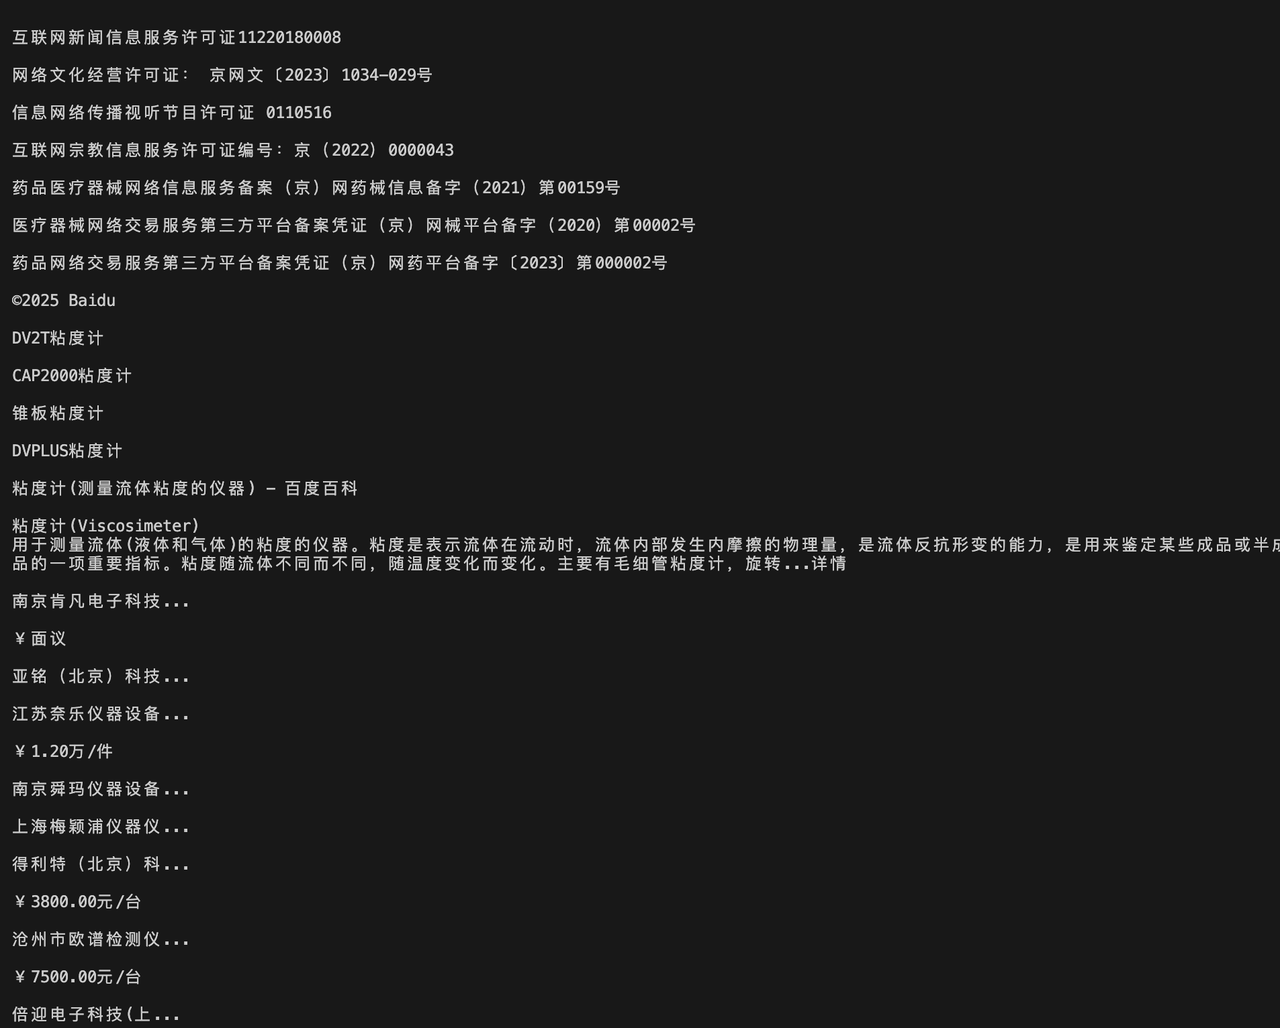 互联网新闻信息服务许可证11220180008
网络文化经营许可证： 京网文〔2023〕1034-029号
信息网络传播视听节目许可证 0110516
互联网宗教信息服务许可证编号：京（2022）0000043
药品医疗器械网络信息服务备案（京）网药械信息备字（2021）第00159号
医疗器械网络交易服务第三方平台备案凭证（京）网械平台备字（2020）第00002号
药品网络交易服务第三方平台备案凭证（京）网药平台备字〔2023〕第000002号
©2025 Baidu
DV2T粘度计
CAP2000粘度计
锥板粘度计
DVPLUS粘度计
粘度计(测量流体粘度的仪器) - 百度百科
粘度计(Viscosimeter)
用于测量流体(液体和气体)的粘度的仪器。粘度是表示流体在流动时，流体内部发生内摩擦的物理量，是流体反抗形变的能力，是用来鉴定某些成品或半成
品的一项重要指标。粘度随流体不同而不同，随温度变化而变化。主要有毛细管粘度计，旋转...详情
南京肯凡电子科技...
￥面议
亚铭（北京）科技...
江苏奈乐仪器设备...
￥1.20万/件
南京舜玛仪器设备...
上海梅颖浦仪器仪...
得利特（北京）科...
￥3800.00元/台
沧州市欧谱检测仪...
￥7500.00元/台
倍迎电子科技(上...